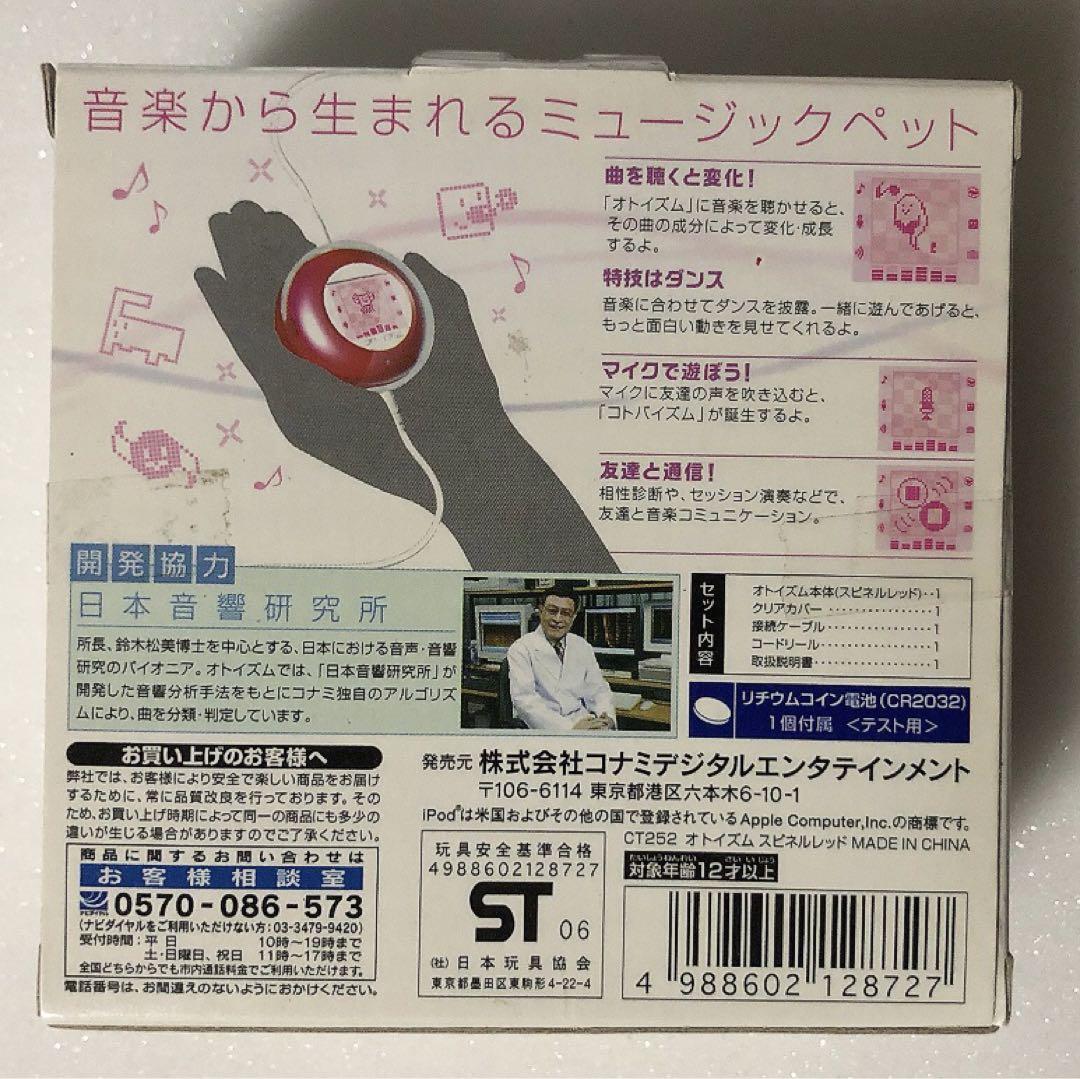 音楽から生まれるミュージックペット
曲を聴くと変化!
「オトイズム」に音楽を聴かせると、
その曲の成分によって変化・成長
するよ。
特技はダンス
音楽に合わせてダンスを披露。一緒に遊んであげると、
もっと面白い動きを見せてくれるよ。
マイクで遊ぼう!
マイクに友達の声を吹き込むと、
「コトバイズム」が誕生するよ。
友達と通信!
相性診断や、セッション演奏などで、
友達と音楽コミュニケーション。
オトイズム
開発協力
日本音響研究所
所長、鈴木松美博士を中心とする、日本における音声・音響
研究のパイオニア。オトイズムでは、「日本音響研究所」が
開発した音響分析手法をもとにコナミ独自のアルゴリズ
ムにより、曲を分類・判定しています。
セット内容
オトイズム本体(スピネルレッド)‥1
クリアカバー ‥‥‥‥‥‥‥1
接続ケーブル‥‥‥‥‥‥‥1
コードリール‥‥‥‥‥‥‥1
取扱説明書‥‥‥‥‥‥‥‥1
リチウムコイン電池(CR2032)
1個付属 <テスト用>
お買い上げのお客様へ
弊社では、お客様により安全で楽しい商品をお届け
するために、常に品質改良を行っております。その
ため、お買い上げ時期によって同一の商品にも多少の
違いが生じる場合がありますのでご了承ください。
商品に関するお問い合わせは
お客様相談室
ナビダイヤル
0570-086-573
(ナビダイヤルをご利用いただけない方:03-3479-9420)
受付時間:平 日 10時〜19時まで
土・日曜日、祝日 11時〜17時まで
全国どちらからでも市内通話料金でご利用いただけます。
電話番号は、お間違えのないようにおかけください。
発売元 株式会社コナミデジタルエンタテインメント
〒106-6114 東京都港区六本木6-10-1
iPod®は米国およびその他の国で登録されているApple Computer,Inc.の商標です。
CT252 オトイズム スピネルレッド MADE IN CHINA
たいしょうねんれい さい いじょう
対象年齢12才以上
玩具安全基準合格
4988602128727
ST 06
(社)日本玩具協会
東京都墨田区東駒形4-22-4
4 988602 128727